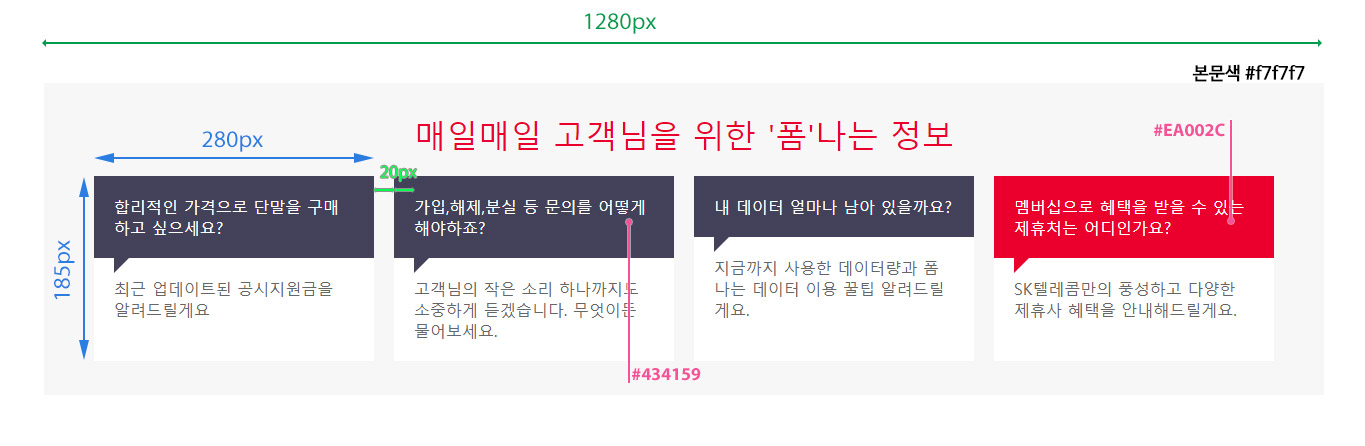 1280px
본문색 #f7f7f7
280px
매일매일 고객님을 위한 '폼'나는 정보
#EA002C
20px
185px
합리적인 가격으로 단말을 구매
하고 싶으세요?
최근 업데이트된 공시지원금을
알려드릴게요
가입,해제,분실 등 문의를 어떻게
해야하죠?
고객님의 작은 소리 하나까지도
소중하게 듣겠습니다. 무엇이든
물어보세요.
#434159
내 데이터 얼마나 남아 있을까요?
지금까지 사용한 데이터량과 폼
나는 데이터 이용 꿀팁 알려드릴
게요.
멤버십으로 혜택을 받을 수 있는
제휴처는 어디인가요?
SK텔레콤만의 풍성하고 다양한
제휴사 혜택을 안내해드릴게요.